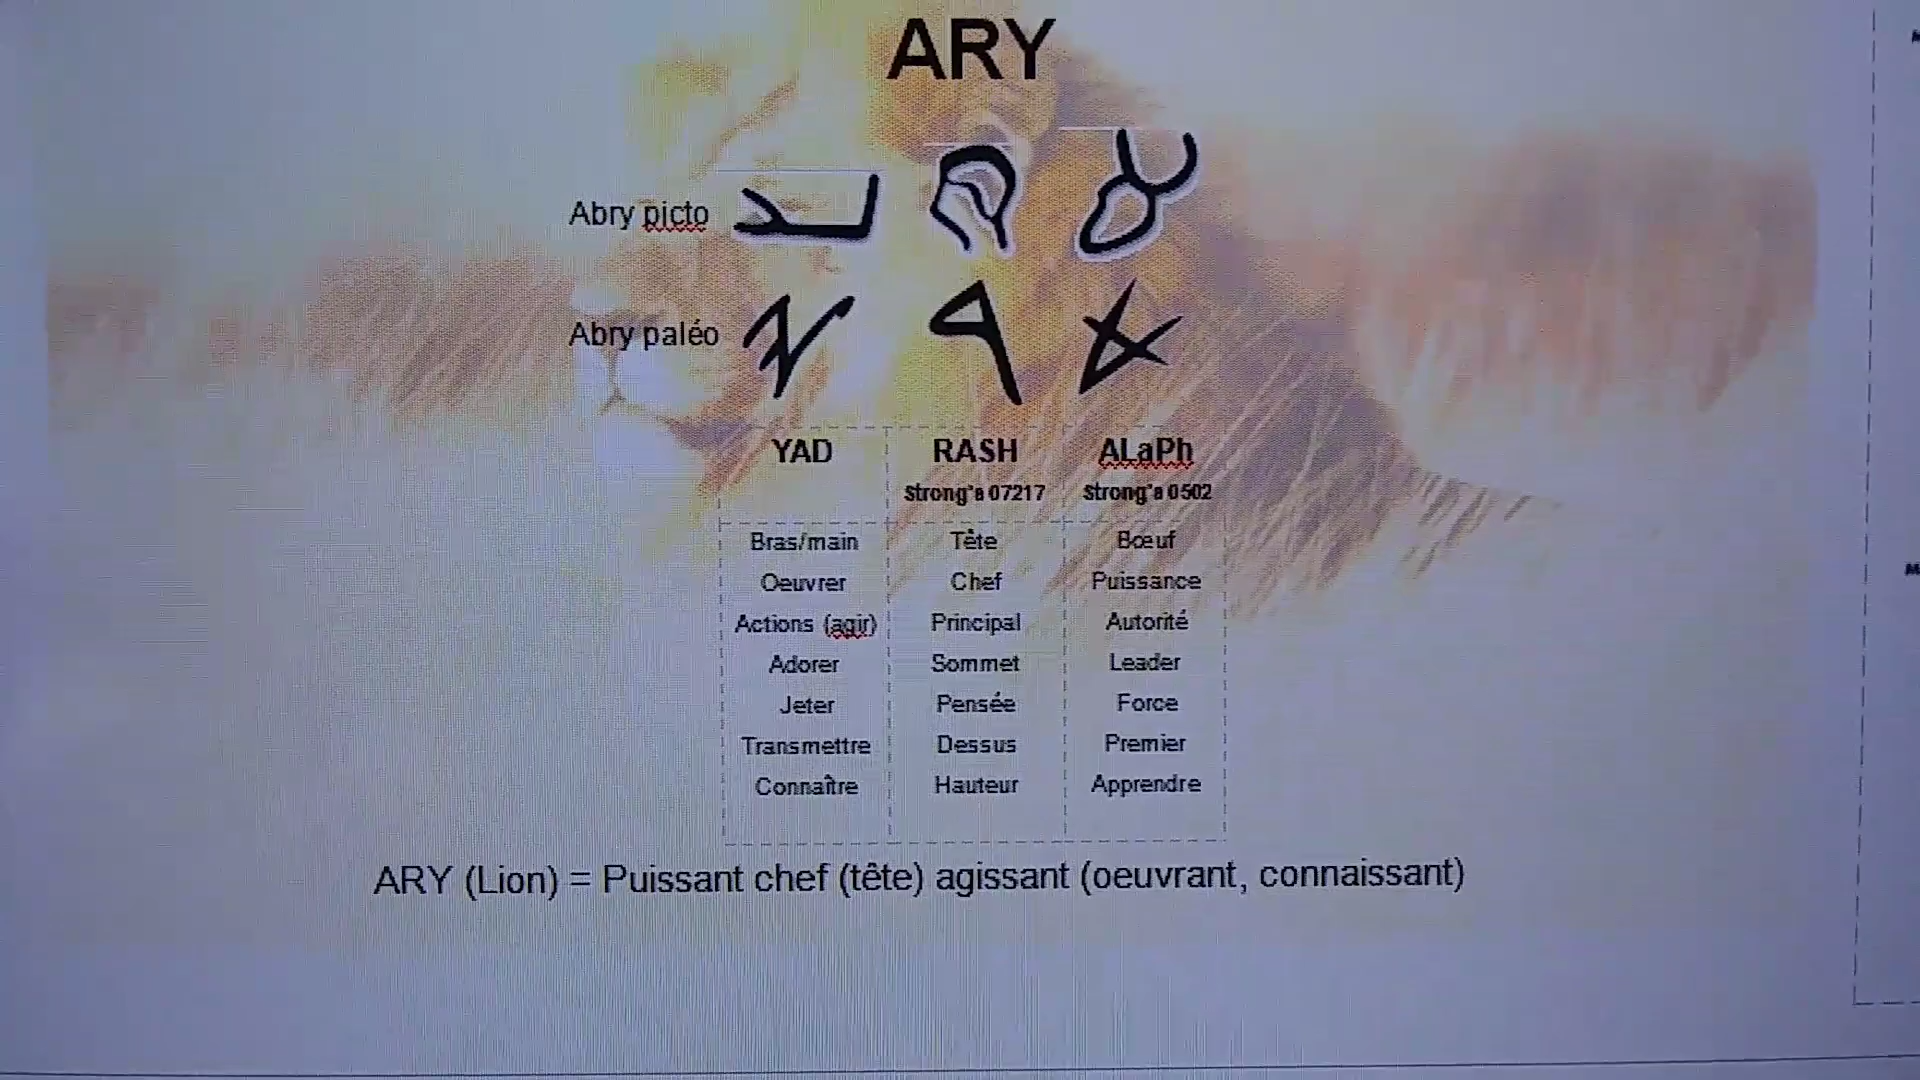 ARY
Abry picto
Abry paléo
YAD RASH ALaPh
Strong's 07217 Strong's 0502
Bras/main Tête Bœuf
Oeuvrer Chef Puissance
Actions (agir) Principal Autorité
Adorer Sommet Leader
Jeter Pensée Force
Transmettre Dessus Premier
Connaître Hauteur Apprendre
ARY (Lion) = Puissant chef (tête) agissant (oeuvrant, connaissant)